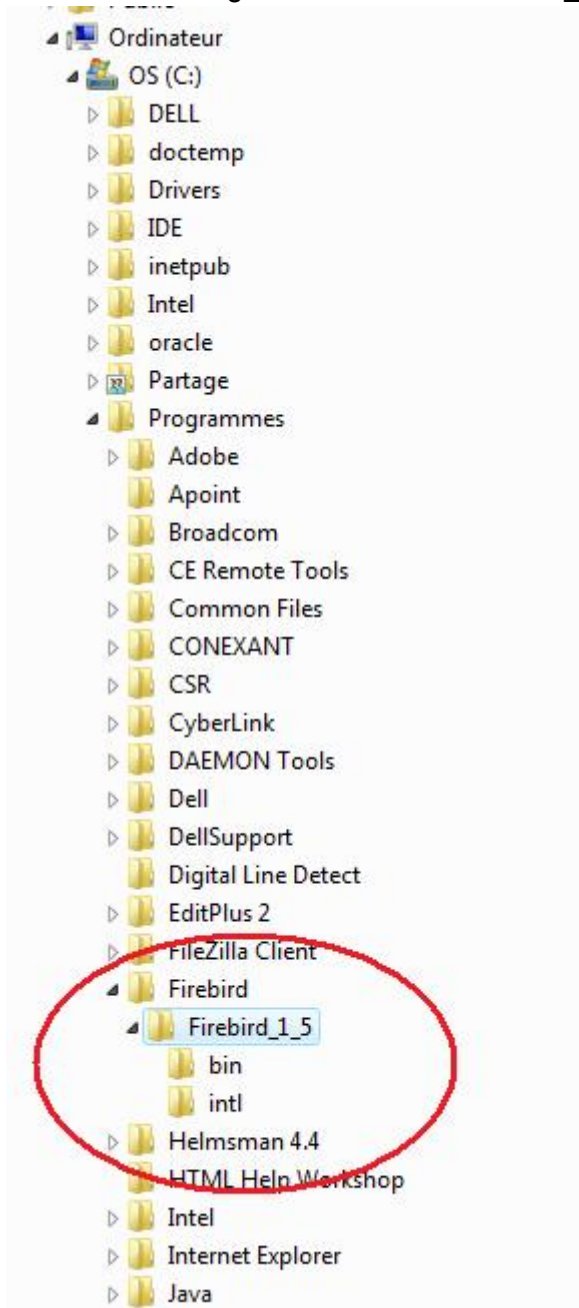 Ordinateur
OS (C:)
DELL
doctemp
Drivers
IDE
inetpub
Intel
oracle
Partage
Programmes
Adobe
Apoint
Broadcom
CE Remote Tools
Common Files
CONEXANT
CSR
CyberLink
DAEMON Tools
Dell
DellSupport
Digital Line Detect
EditPlus 2
FileZilla Client
Firebird
Firebird_1_5
bin
intl
Helmsman 4.4
HTML Help Workshop
Intel
Internet Explorer
Java